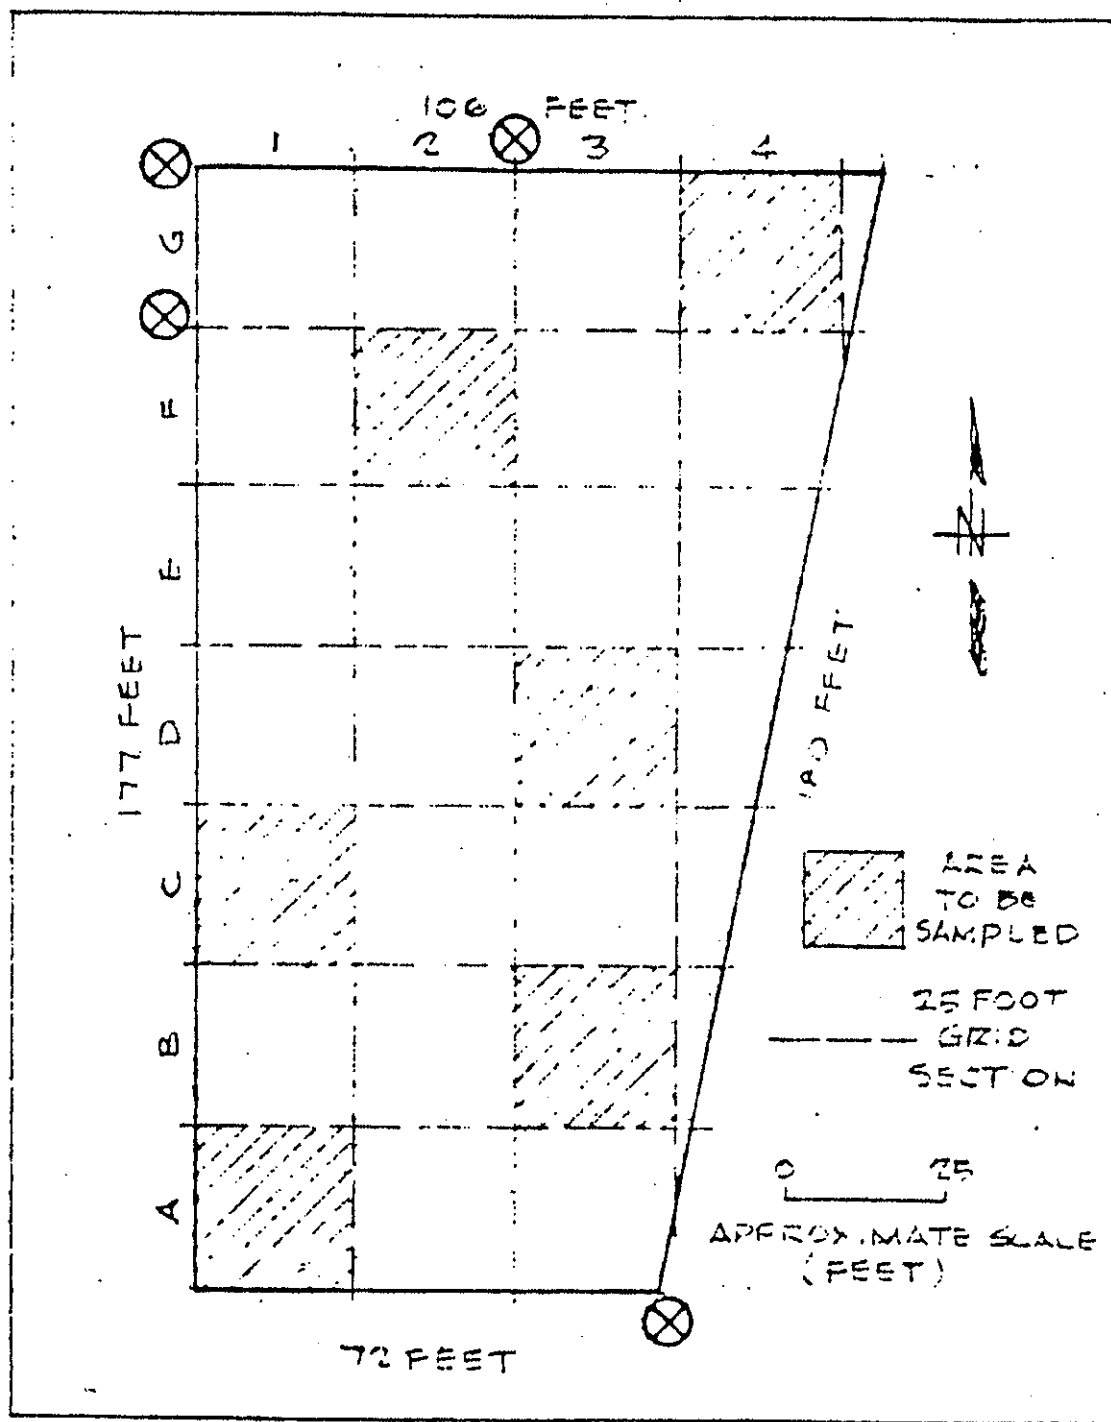 106 FEET
1 2 3 4
G
F
E
D
C
B
A
177 FEET
180 FEET
72 FEET
N
AREA
TO BE
SAMPLED
25 FOOT
GRID
SECTION
0 25
APPROXIMATE SCALE
(FEET)